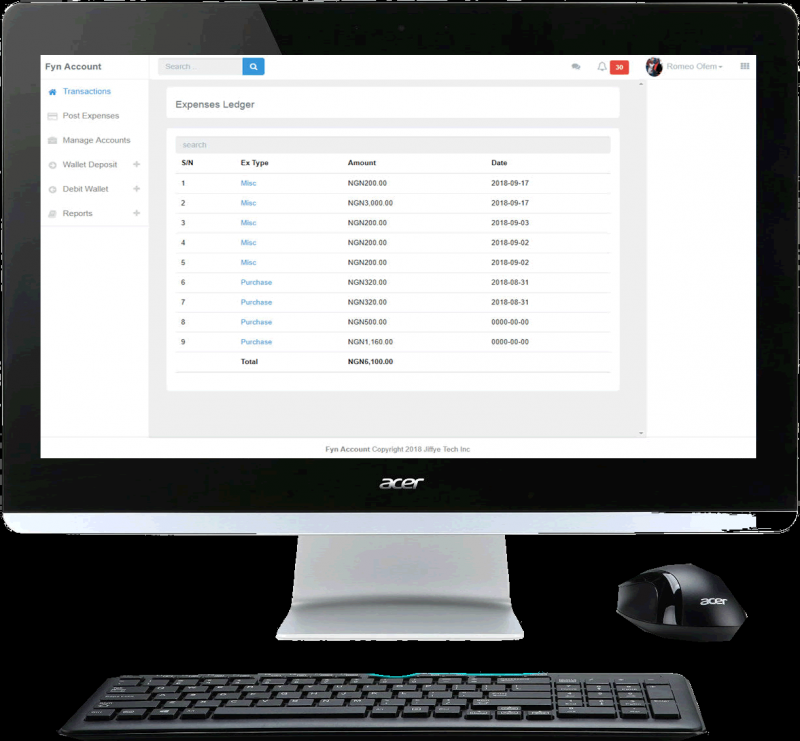 Fyn Account
Search ...
30
Romeo Ofem
Transactions
Post Expenses
Manage Accounts
Wallet Deposit +
Debit Wallet +
Reports +
Expenses Ledger
search
S/N Ex Type Amount Date
1 Misc NGN200.00 2018-09-17
2 Misc NGN3,000.00 2018-09-17
3 Misc NGN200.00 2018-09-03
4 Misc NGN200.00 2018-09-02
5 Misc NGN200.00 2018-09-02
6 Purchase NGN320.00 2018-08-31
7 Purchase NGN320.00 2018-08-31
8 Purchase NGN500.00 0000-00-00
9 Purchase NGN1,160.00 0000-00-00
Total NGN6,100.00
Fyn Account Copyright 2018 Jiffye Tech Inc
acer
acer